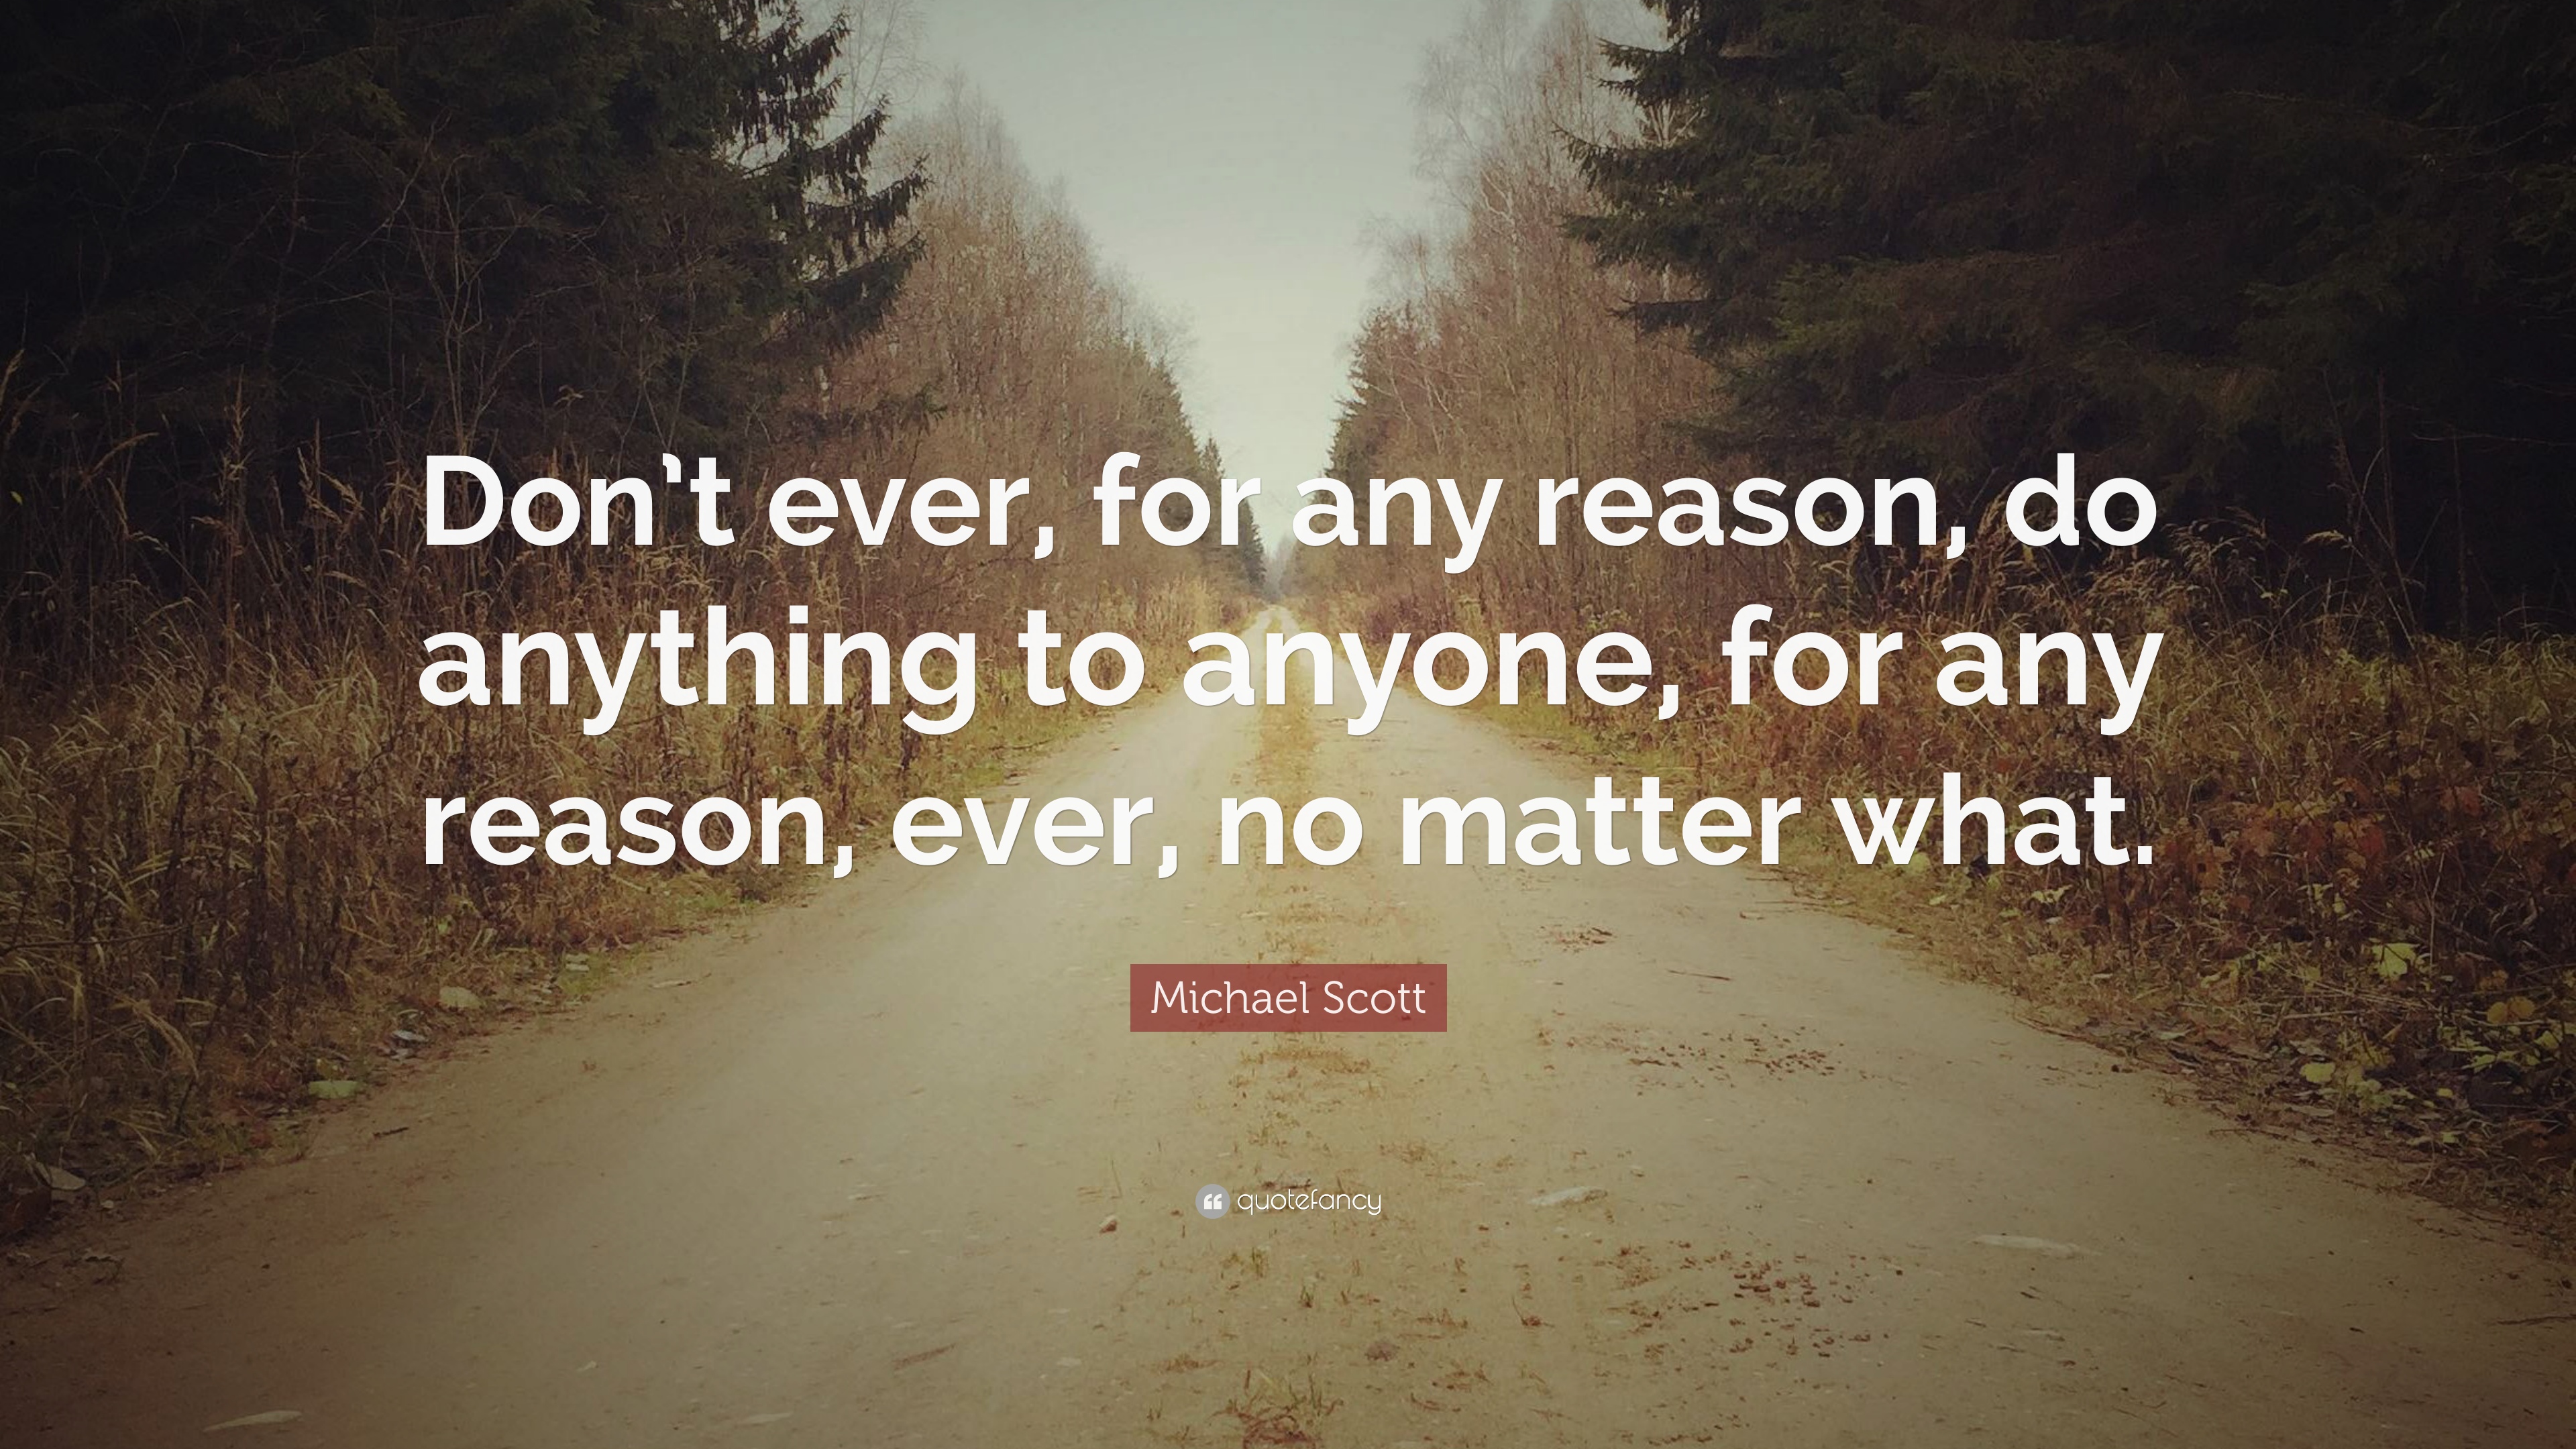 Don't ever, for any reason, do
anything to anyone, for any
reason, ever, no matter what.
Michael Scott
quotefancy